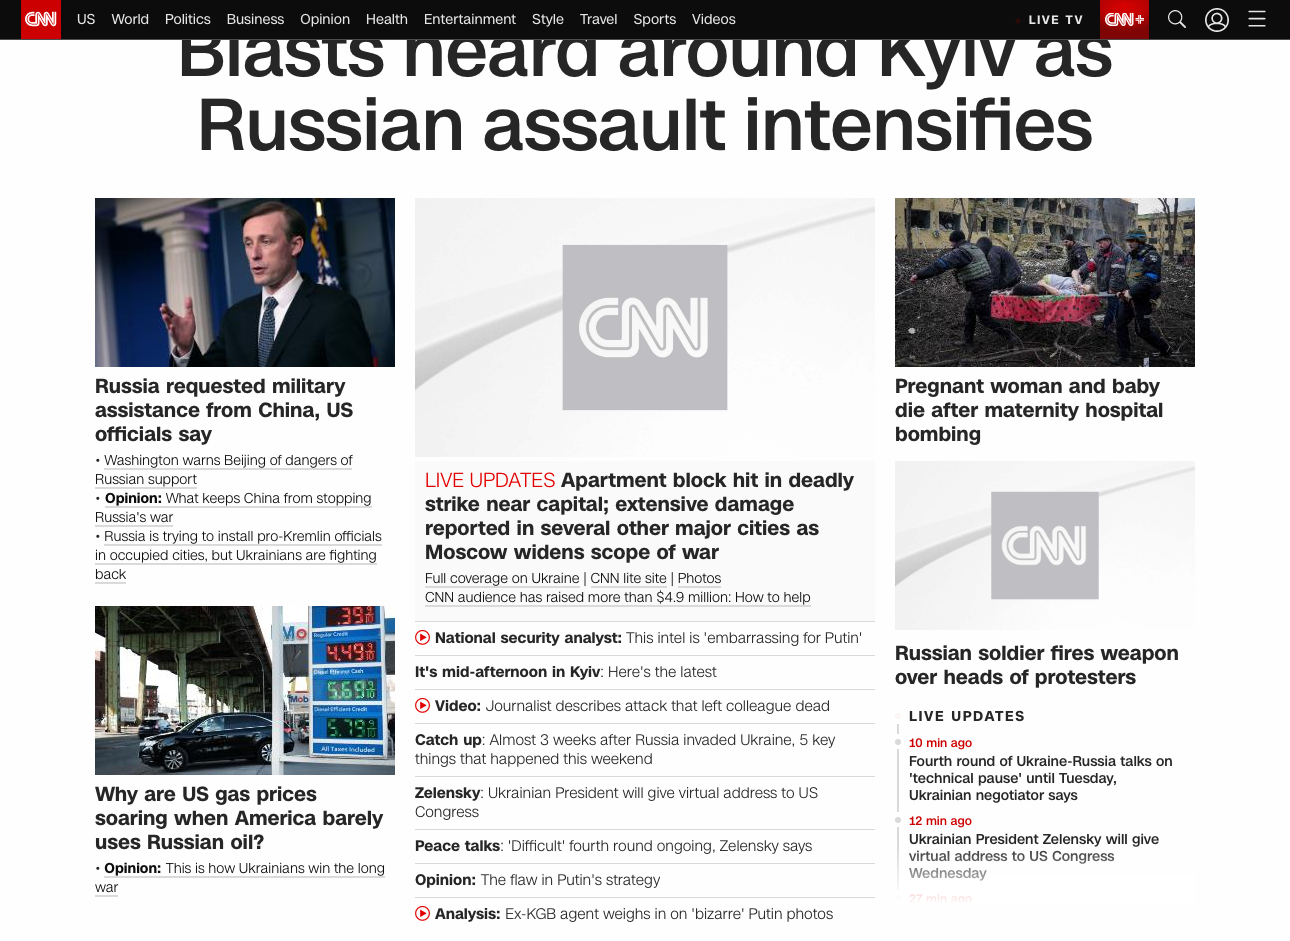 CNN US World Politics Business Opinion Health Entertainment Style Travel Sports Videos LIVE TV CNN+
Blasts heard around Kyiv as
Russian assault intensifies
Russia requested military
assistance from China, US
officials say
• Washington warns Beijing of dangers of
Russian support
• Opinion: What keeps China from stopping
Russia's war
• Russia is trying to install pro-Kremlin officials
in occupied cities, but Ukrainians are fighting
back
Regular Credit
4.49
Diesel Efficient Cash
5.69
Diesel Efficient Credit
5.79
All Taxes Included
Why are US gas prices
soaring when America barely
uses Russian oil?
• Opinion: This is how Ukrainians win the long
war
CNN
LIVE UPDATES Apartment block hit in deadly
strike near capital; extensive damage
reported in several other major cities as
Moscow widens scope of war
Full coverage on Ukraine | CNN lite site | Photos
CNN audience has raised more than $4.9 million: How to help
National security analyst: This intel is 'embarrassing for Putin'
It's mid-afternoon in Kyiv: Here's the latest
Video: Journalist describes attack that left colleague dead
Catch up: Almost 3 weeks after Russia invaded Ukraine, 5 key
things that happened this weekend
Zelensky: Ukrainian President will give virtual address to US
Congress
Peace talks: 'Difficult' fourth round ongoing, Zelensky says
Opinion: The flaw in Putin's strategy
Analysis: Ex-KGB agent weighs in on 'bizarre' Putin photos
Pregnant woman and baby
die after maternity hospital
bombing
CNN
Russian soldier fires weapon
over heads of protesters
LIVE UPDATES
10 min ago
Fourth round of Ukraine-Russia talks on
'technical pause' until Tuesday,
Ukrainian negotiator says
12 min ago
Ukrainian President Zelensky will give
virtual address to US Congress
Wednesday
27 min ago